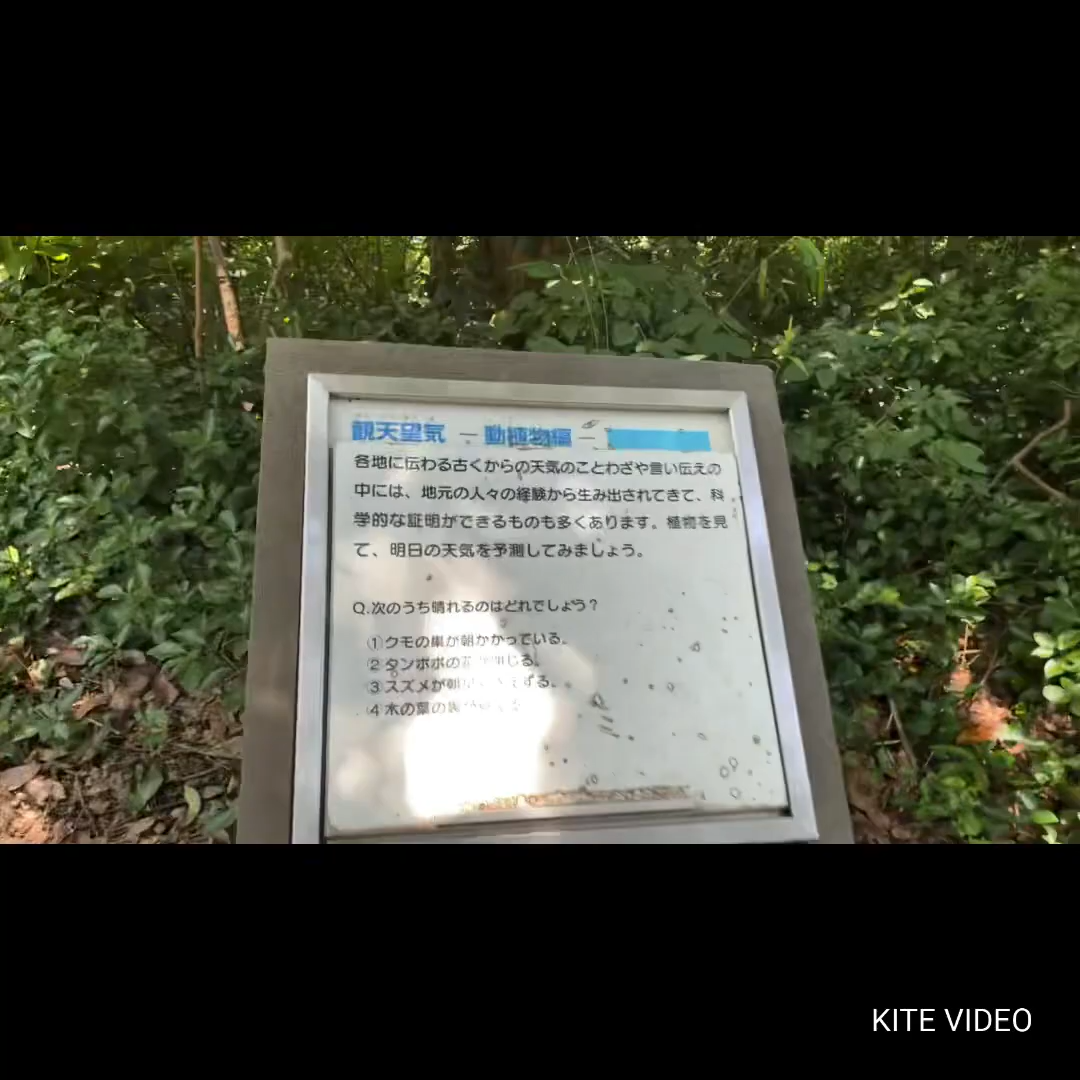 観天望気 ― 動植物編 ―
各地に伝わる古くからの天気のことわざや言い伝えの
中には、地元の人々の経験から生み出されてきて、科
学的な証明ができるものも多くあります。植物を見
て、明日の天気を予測してみましょう。
Q.次のうち晴れるのはどれでしょう?
①クモの巣が朝かかっている。
②タンポポの じる。
③スズメが朝 ずる。
④木の葉の
KITE VIDEO